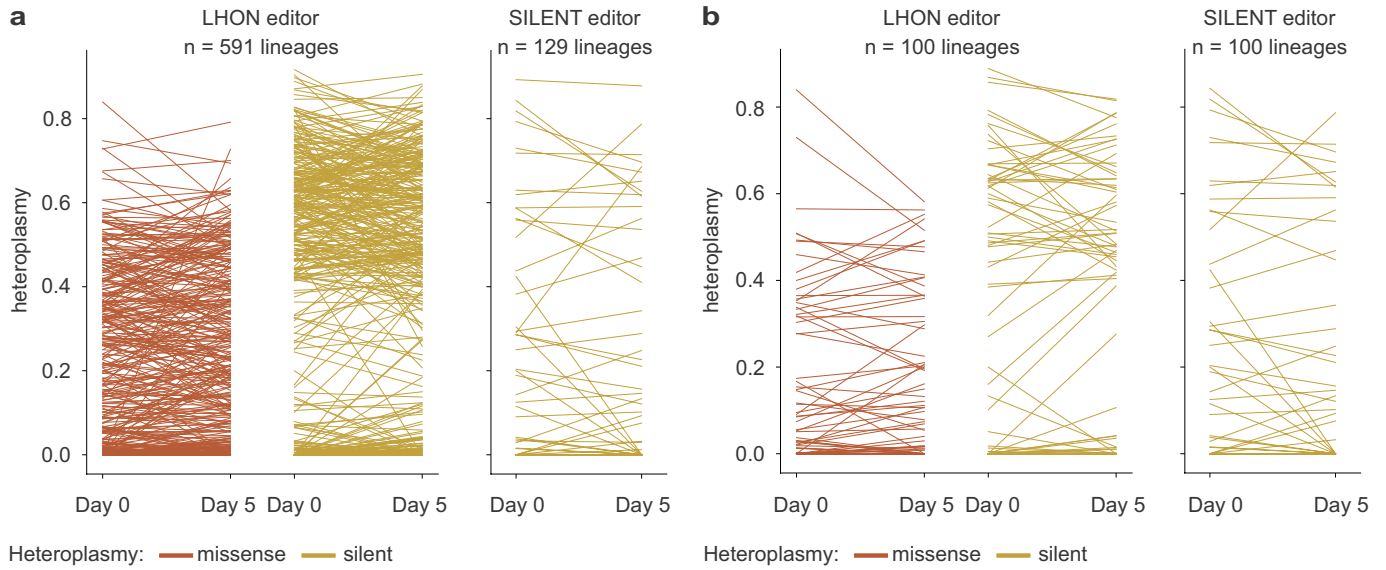 a
LHON editor
n = 591 lineages
SILENT editor
n = 129 lineages
heteroplasmy
0.8
0.6
0.4
0.2
0.0
Day 0
Day 5
Day 0
Day 5
Day 0
Day 5
Heteroplasmy: missense silent
b
LHON editor
n = 100 lineages
SILENT editor
n = 100 lineages
heteroplasmy
0.8
0.6
0.4
0.2
0.0
Day 0
Day 5
Day 0
Day 5
Day 0
Day 5
Heteroplasmy: missense silent